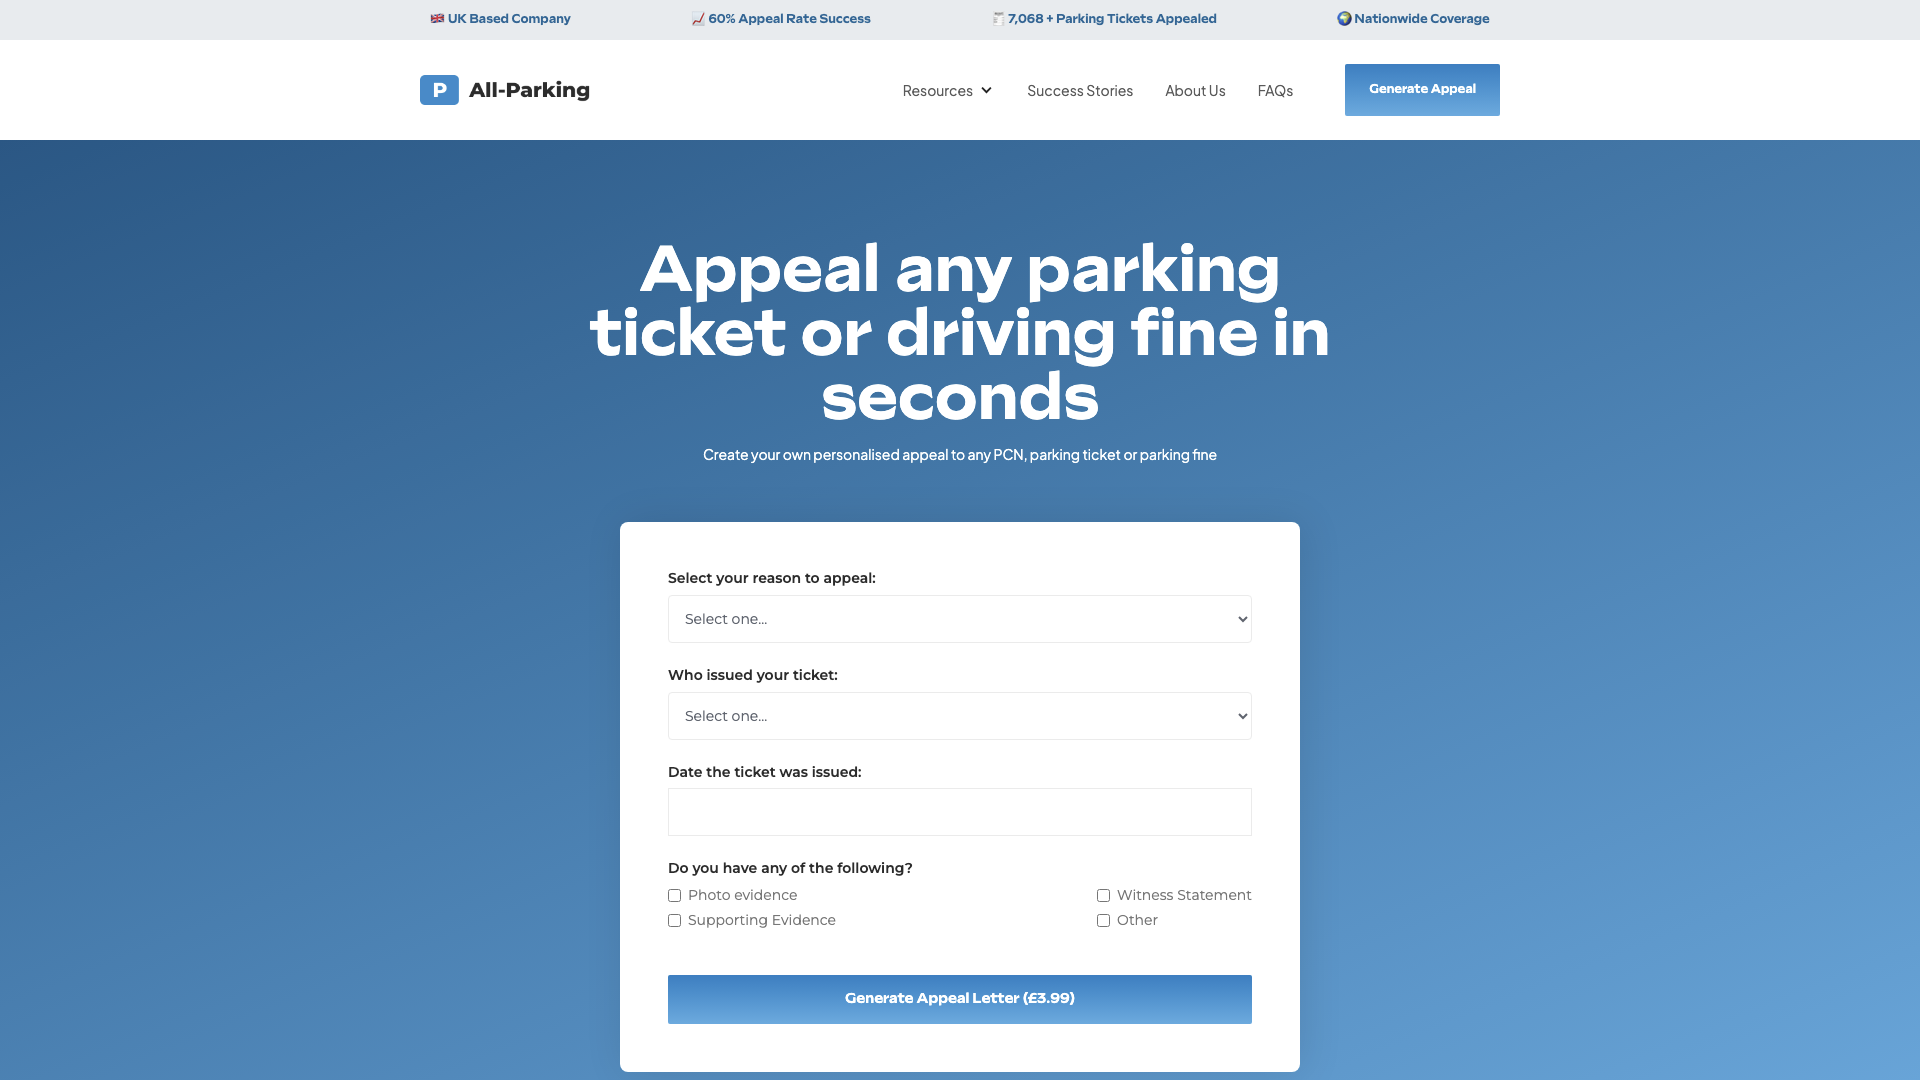 UK Based Company
60% Appeal Rate Success
7,068 + Parking Tickets Appealed
Nationwide Coverage
P All-Parking
Resources
Success Stories
About Us
FAQs
Generate Appeal
Appeal any parking
ticket or driving fine in
seconds
Create your own personalised appeal to any PCN, parking ticket or parking fine
Select your reason to appeal:
Select one...
Who issued your ticket:
Select one...
Date the ticket was issued:
Do you have any of the following?
Photo evidence
Witness Statement
Supporting Evidence
Other
Generate Appeal Letter (£3.99)